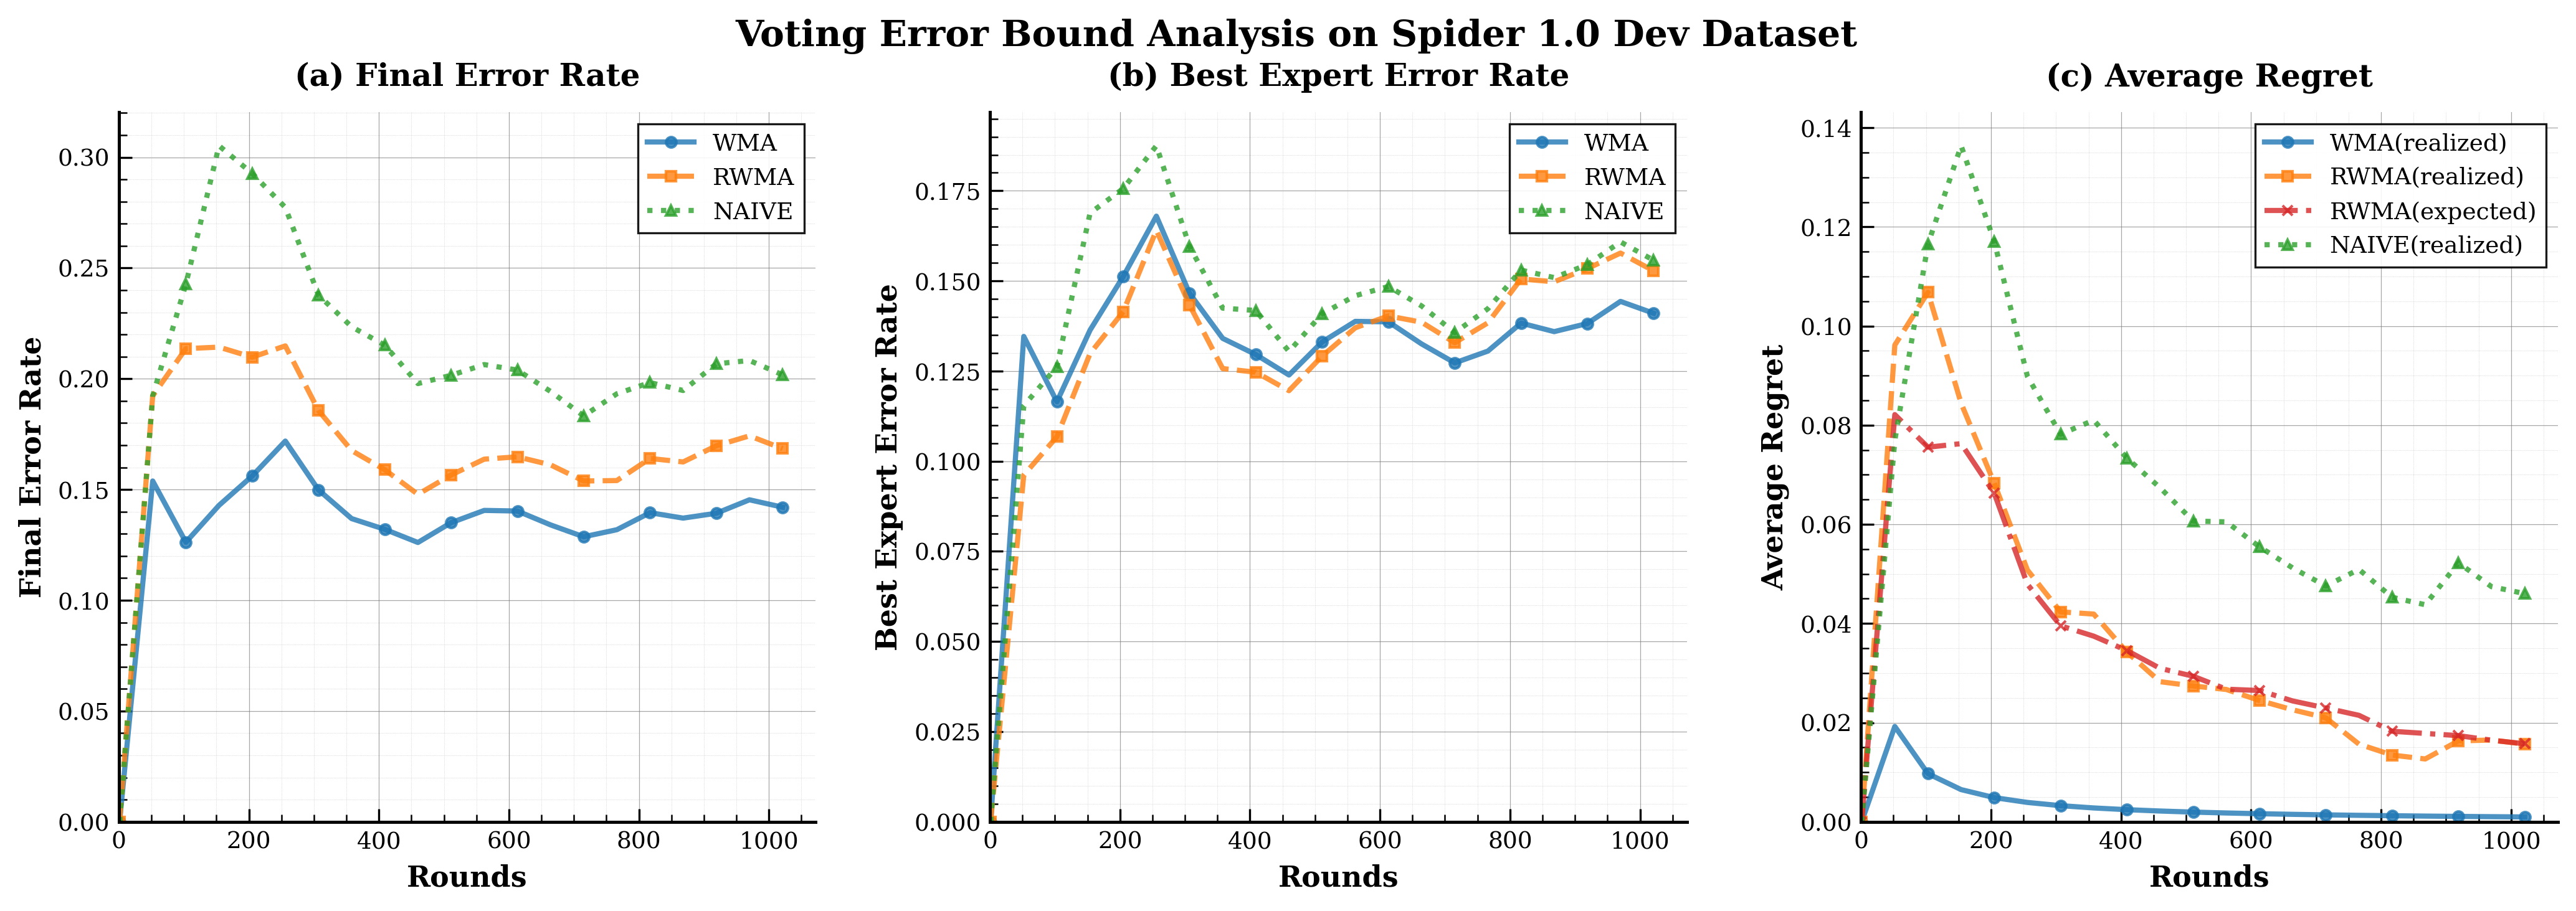 Voting Error Bound Analysis on Spider 1.0 Dev Dataset
(a) Final Error Rate
Final Error Rate
0.30
0.25
0.20
0.15
0.10
0.05
0.00
0 200 400 600 800 1000
Rounds
WMA
RWMA
NAIVE
(b) Best Expert Error Rate
Best Expert Error Rate
0.175
0.150
0.125
0.100
0.075
0.050
0.025
0.000
0 200 400 600 800 1000
Rounds
WMA
RWMA
NAIVE
(c) Average Regret
Average Regret
0.14
0.12
0.10
0.08
0.06
0.04
0.02
0.00
0 200 400 600 800 1000
Rounds
WMA(realized)
RWMA(realized)
RWMA(expected)
NAIVE(realized)